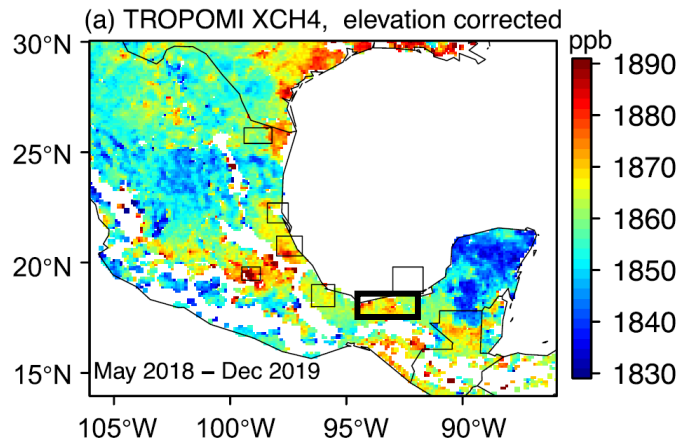 (a) TROPOMI XCH4, elevation corrected
ppb
30°N
25°N
20°N
15°N
1890
1880
1870
1860
1850
1840
1830
May 2018 – Dec 2019
105°W
100°W
95°W
90°W